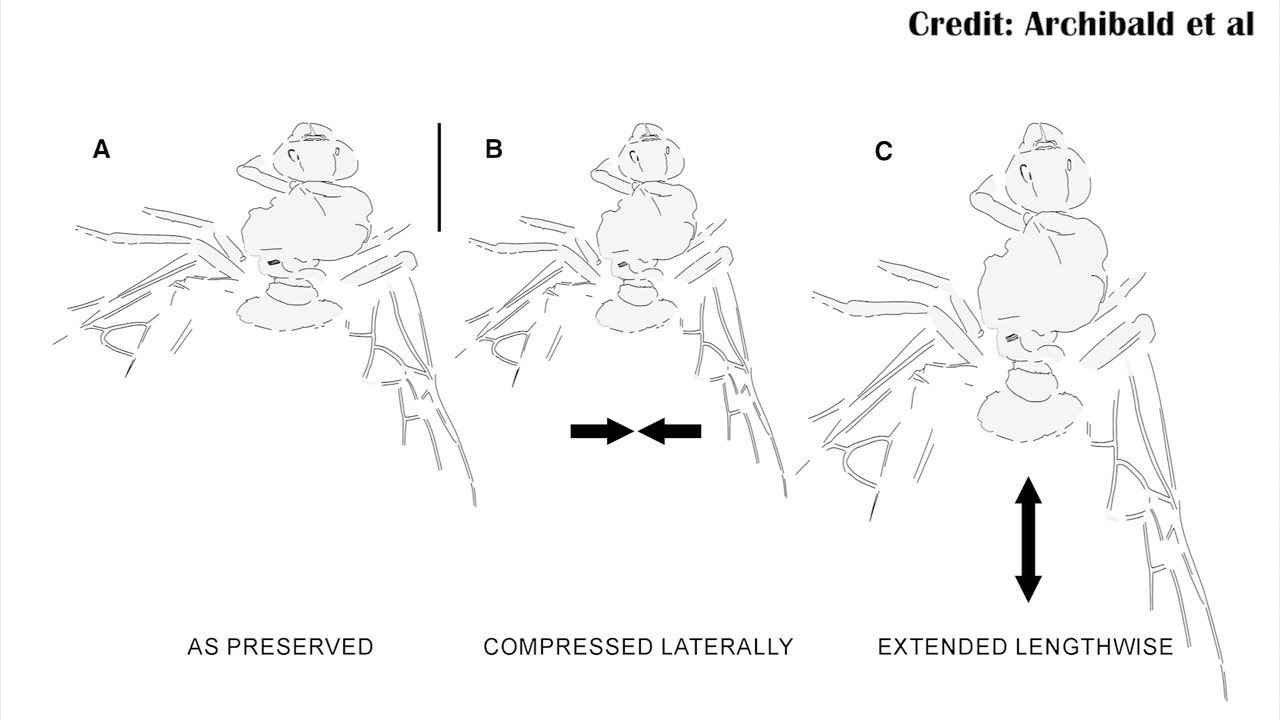 Credit: Archibald et al
A
B
C
AS PRESERVED
COMPRESSED LATERALLY
EXTENDED LENGTHWISE